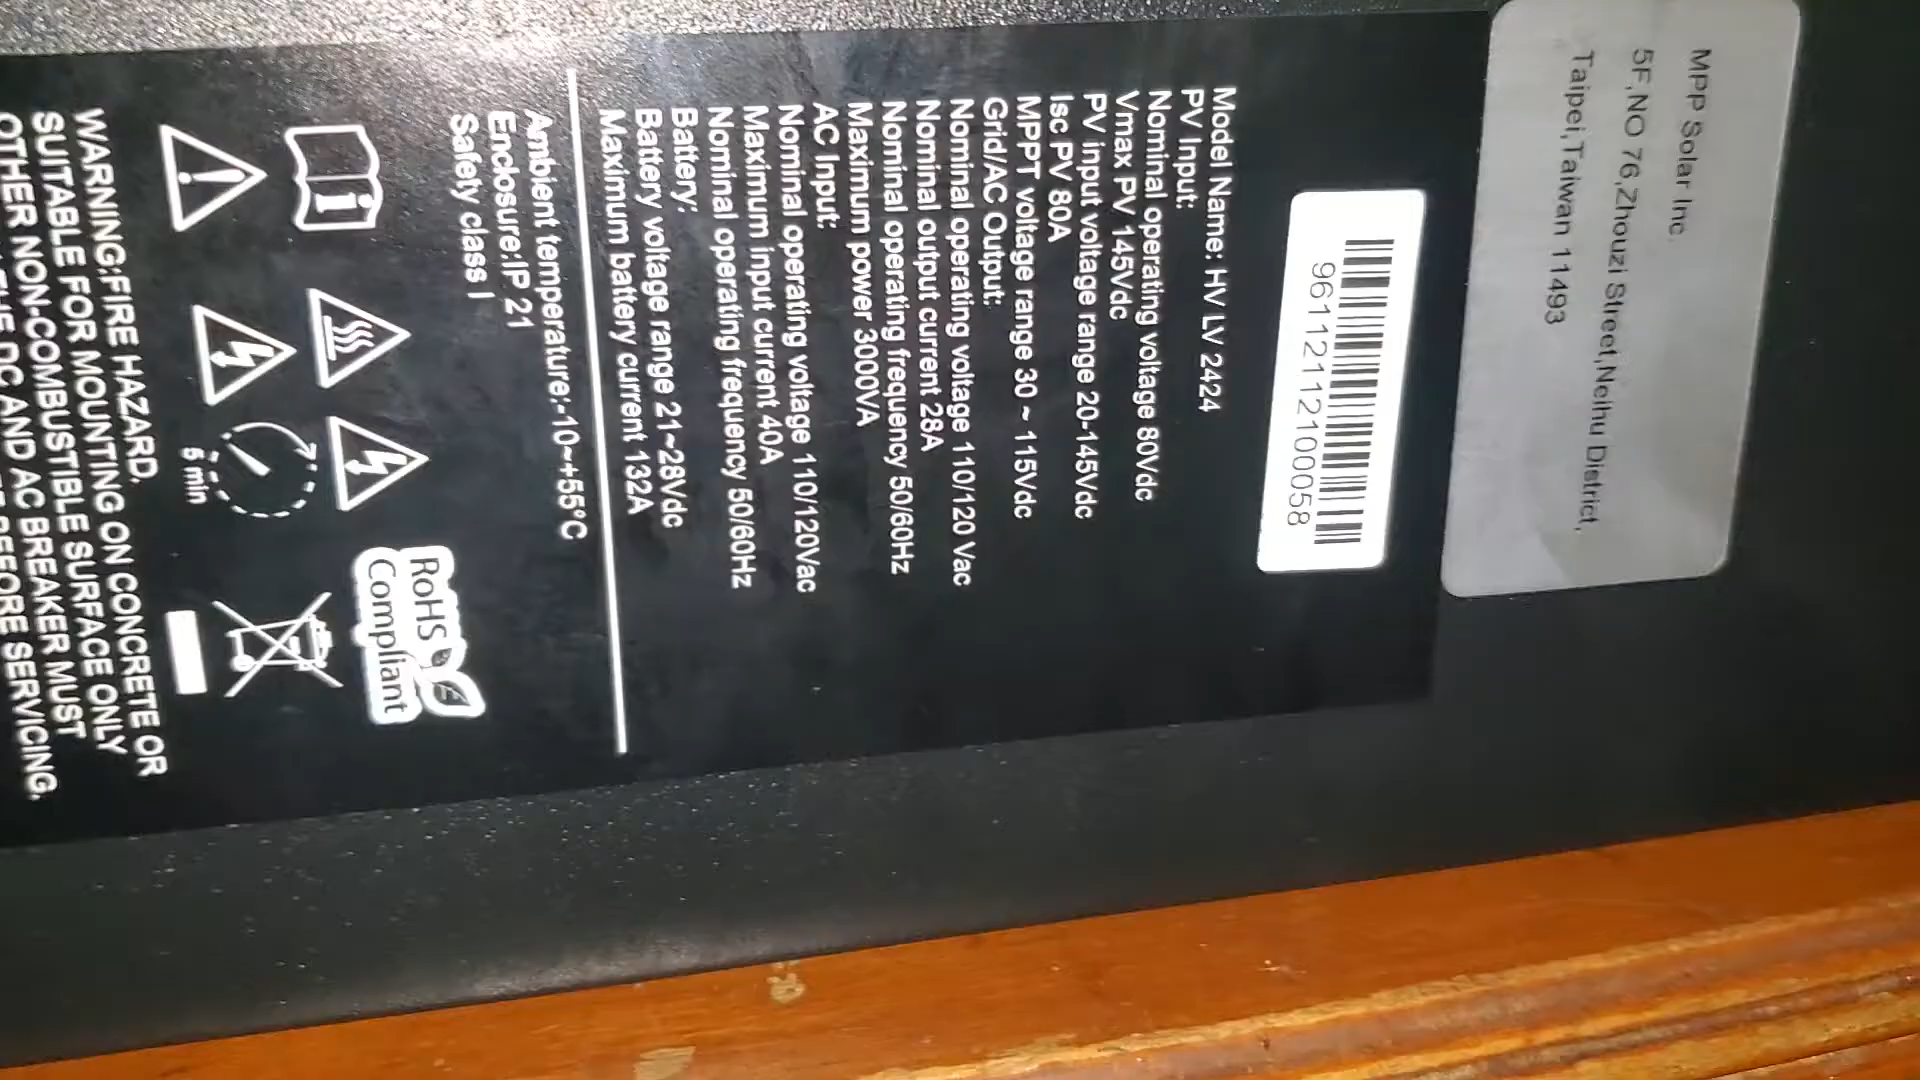 MPP Solar Inc.
5F,NO 76,Zhouzi Street,Neihu District,
Taipei,Taiwan 11493
96112112100058
Model Name: HV LV 2424
PV Input:
Nominal operating voltage 80Vdc
Vmax PV 145Vdc
PV input voltage range 20-145Vdc
Isc PV 80A
MPPT voltage range 30 ~ 115Vdc
Grid/AC Output:
Nominal operating voltage 110/120 Vac
Nominal output current 28A
Nominal operating frequency 50/60Hz
Maximum power 3000VA
AC Input:
Nominal operating voltage 110/120Vac
Maximum input current 40A
Nominal operating frequency 50/60Hz
Battery:
Battery voltage range 21~28Vdc
Maximum battery current 132A
Ambient temperature:-10~+55°C
Enclosure:IP 21
Safety class I
RoHS
Compliant
5 min
WARNING:FIRE HAZARD.
SUITABLE FOR MOUNTING ON CONCRETE OR
OTHER NON-COMBUSTIBLE SURFACE ONLY
THE DC AND AC BREAKER MUST
BEFORE SERVICING.